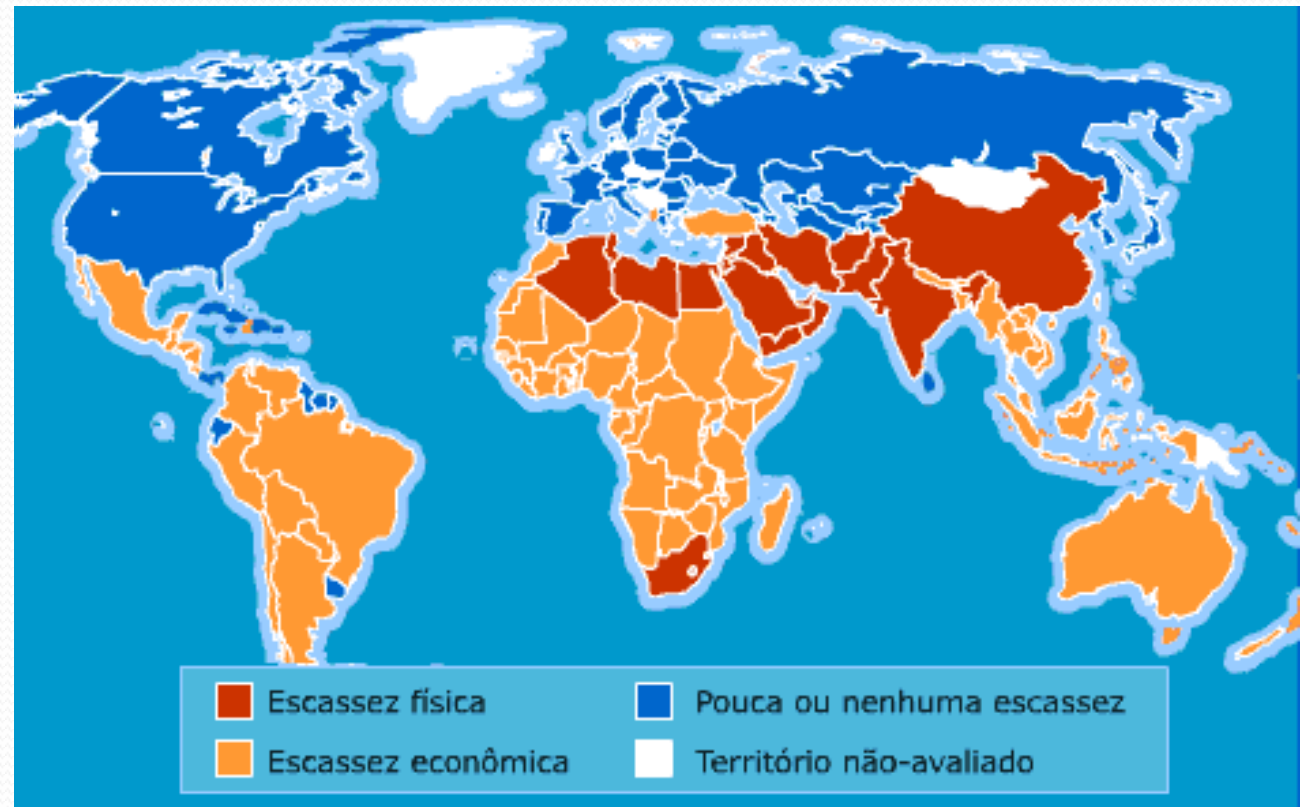 Escassez física
Pouca ou nenhuma escassez
Escassez econômica
Território não-avaliado